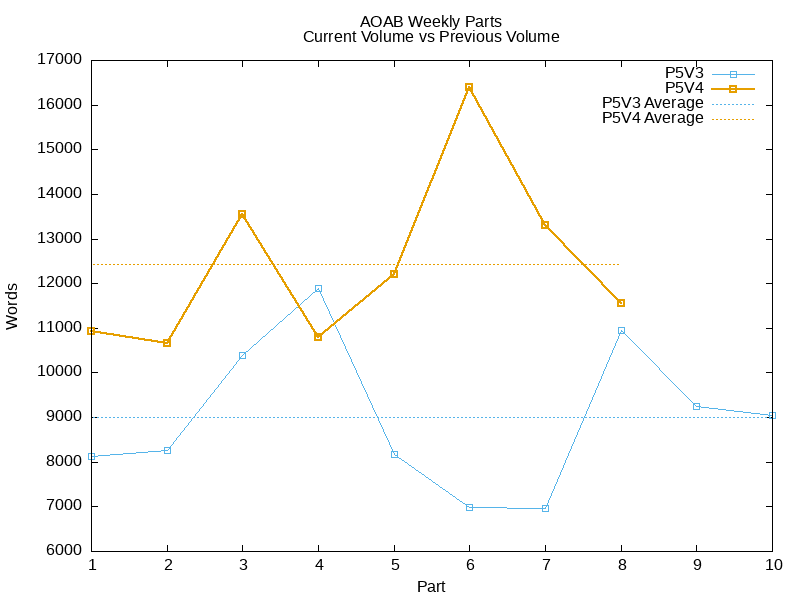 AOAB Weekly Parts
Current Volume vs Previous Volume
17000
16000
15000
14000
13000
12000
11000
10000
9000
8000
7000
6000
Words
P5V3
P5V4
P5V3 Average
P5V4 Average
1 2 3 4 5 6 7 8 9 10
Part